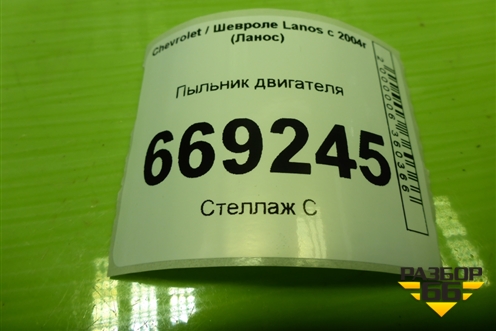 Chevrolet / Шевроле Lanos с 2004г
(Ланос)
Пыльник двигателя
669245
Стеллаж С
РАЗБОР
66